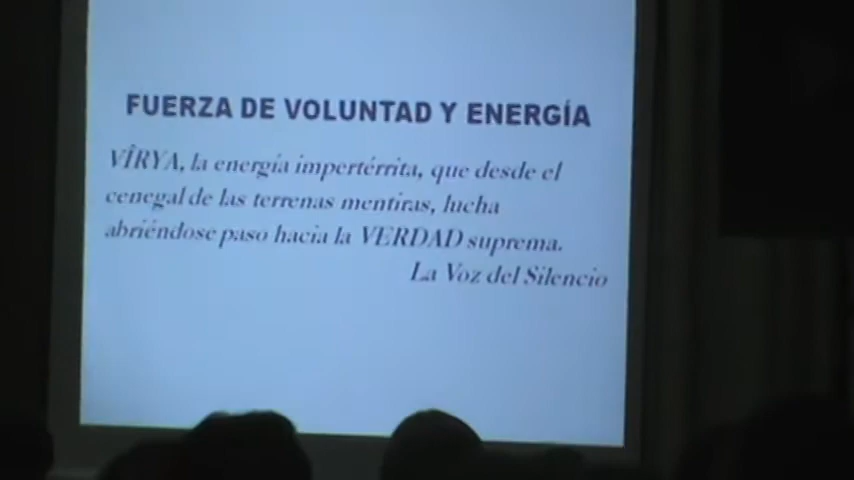 FUERZA DE VOLUNTAD Y ENERGÍA
VÎRYA, la energía impertérrita, que desde el
cenegal de las terrenas mentiras, lucha
abriéndose paso hacia la VERDAD suprema.
La Voz del Silencio